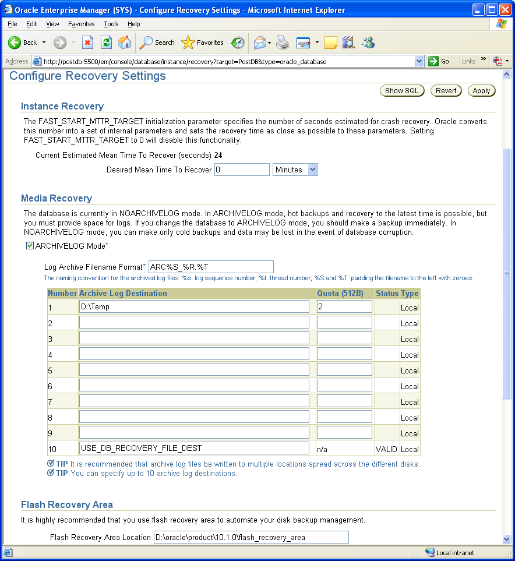 Oracle Enterprise Manager (SYS) - Configure Recovery Settings - Microsoft Internet Explorer
File Edit View Favorites Tools Help
Back Search Favorites
Address http://postdb:5500/em/console/database/instance/recovery?target=PostDB&type=oracle_database Go Links
Configure Recovery Settings
Show SQL Revert Apply
Instance Recovery
The FAST_START_MTTR_TARGET initialization parameter specifies the number of seconds estimated for crash recovery. Oracle converts
this number into a set of internal parameters and sets the recovery time as close as possible to these parameters. Setting
FAST_START_MTTR_TARGET to 0 will disable this functionality.
Current Estimated Mean Time To Recover (seconds) 24
Desired Mean Time To Recover 0 Minutes
Media Recovery
The database is currently in NOARCHIVELOG mode. In ARCHIVELOG mode, hot backups and recovery to the latest time is possible, but
you must provide space for logs. If you change the database to ARCHIVELOG mode, you should make a backup immediately. In
NOARCHIVELOG mode, you can make only cold backups and data may be lost in the event of database corruption.
ARCHIVELOG Mode*
Log Archive Filename Format* ARC%S_%R.%T
The naming convention for the archived log files. %s: log sequence number; %t: thread number; %S and %T: padding the filename to the left with zeroes.
Number Archive Log Destination Quota (512B) Status Type
1 D:\Temp 2 Local
2 Local
3 Local
4 Local
5 Local
6 Local
7 Local
8 Local
9 Local
10 USE_DB_RECOVERY_FILE_DEST n/a VALID Local
TIP It is recommended that archive log files be written to multiple locations spread across the different disks.
TIP You can specify up to 10 archive log destinations.
Flash Recovery Area
It is highly recommended that you use flash recovery area to automate your disk backup management.
Flash Recovery Area Location D:\oracle\product\10.1.0\flash_recovery_area
Local intranet